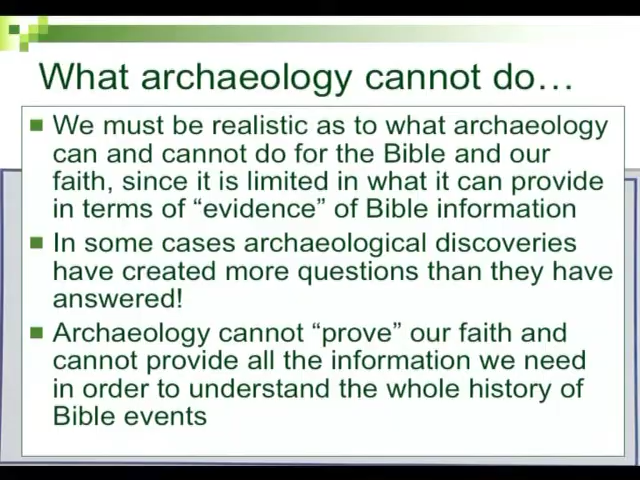 What archaeology cannot do…
We must be realistic as to what archaeology
can and cannot do for the Bible and our
faith, since it is limited in what it can provide
in terms of “evidence” of Bible information
In some cases archaeological discoveries
have created more questions than they have
answered!
Archaeology cannot “prove” our faith and
cannot provide all the information we need
in order to understand the whole history of
Bible events